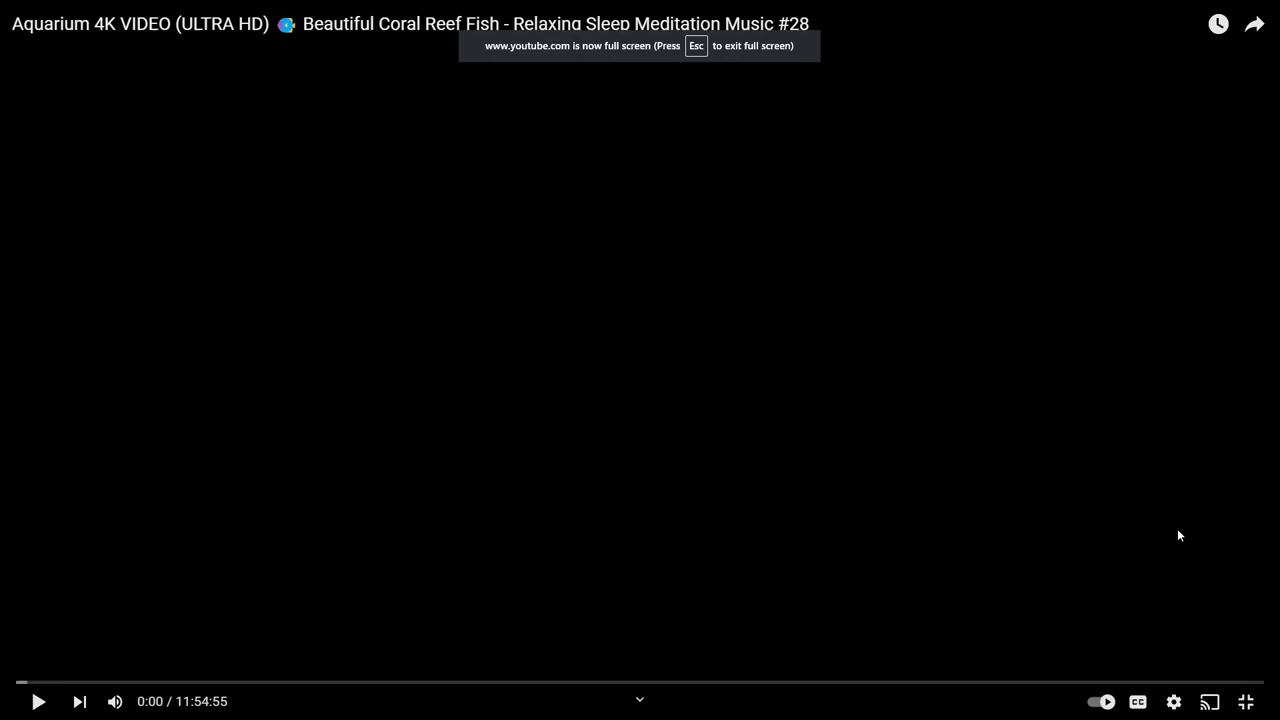 Aquarium 4K VIDEO (ULTRA HD) 🐠 Beautiful Coral Reef Fish - Relaxing Sleep Meditation Music #28
www.youtube.com is now full screen (Press Esc to exit full screen)
0:00 / 11:54:55
CC